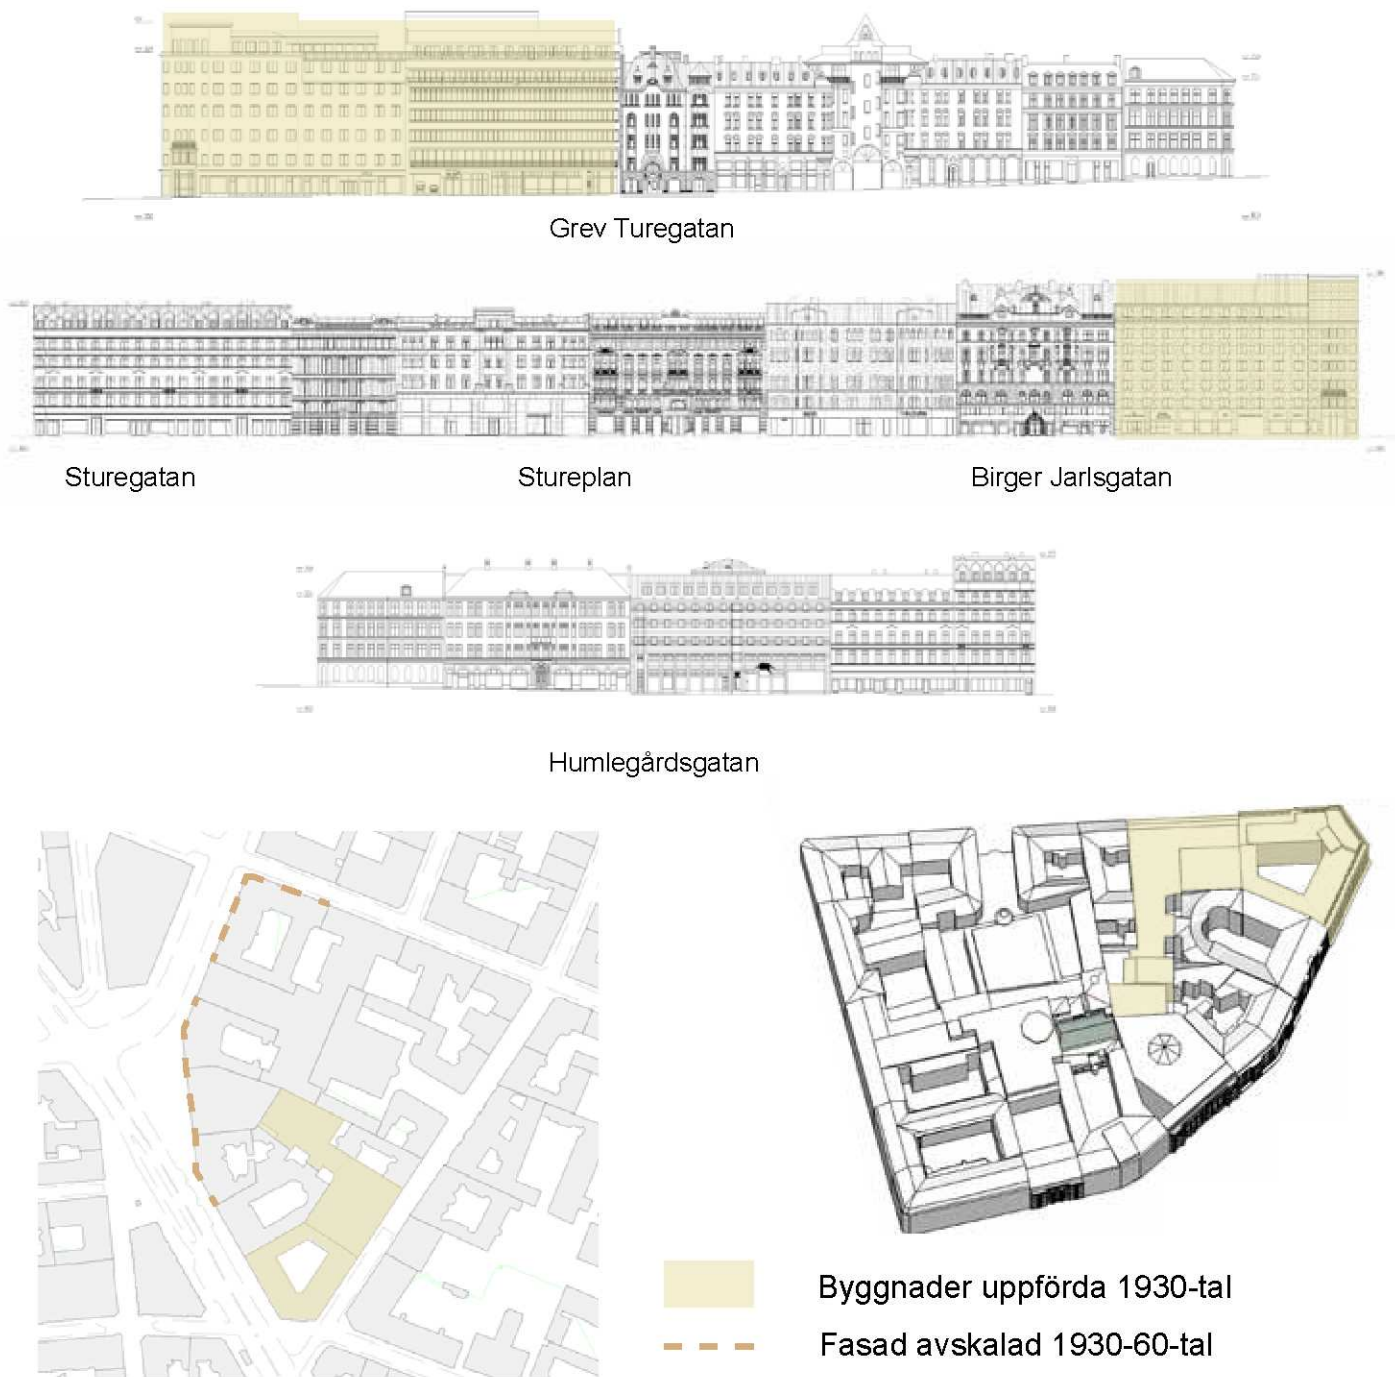 Grev Turegatan
Sturegatan
Stureplan
Birger Jarlsgatan
Humlegårdsgatan
Byggnader uppförda 1930-tal
Fasad avskalad 1930-60-tal